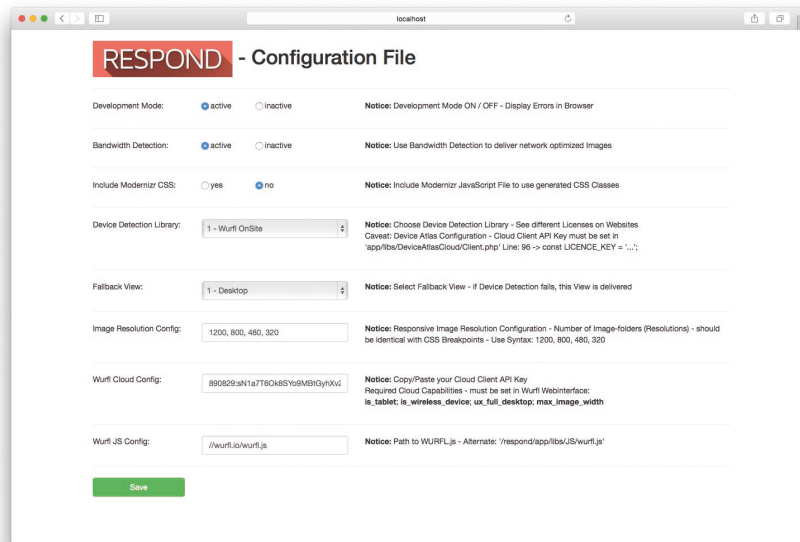 localhost
RESPOND - Configuration File
Development Mode: active inactive Notice: Development Mode ON / OFF - Display Errors in Browser
Bandwidth Detection: active inactive Notice: Use Bandwidth Detection to deliver network optimized Images
Include Modernizr CSS: yes no Notice: Include Modernizr JavaScript File to use generated CSS Classes
Device Detection Library: 1 - Wurfl OnSite Notice: Choose Device Detection Library - See different Licenses on Websites
Caveat: Device Atlas Configuration - Cloud Client API Key must be set in
'app/libs/DeviceAtlasCloud/Client.php' Line: 96 -> const LICENCE_KEY = '...';
Fallback View: 1 - Desktop Notice: Select Fallback View - if Device Detection fails, this View is delivered
Image Resolution Config: 1200, 800, 480, 320 Notice: Responsive Image Resolution Configuration - Number of Image-folders (Resolutions) - should
be identical with CSS Breakpoints - Use Syntax: 1200, 800, 480, 320
Wurfl Cloud Config: 890829:sN1a7T6Ok8SYo9MBtGyhXv Notice: Copy/Paste your Cloud Client API Key
Required Cloud Capabilities - must be set in Wurfl Webinterface:
is_tablet; is_wireless_device; ux_full_desktop; max_image_width
Wurfl JS Config: //wurfl.io/wurfl.js Notice: Path to WURFL.js - Alternate: '/respond/app/libs/JS/wurfl.js'
Save